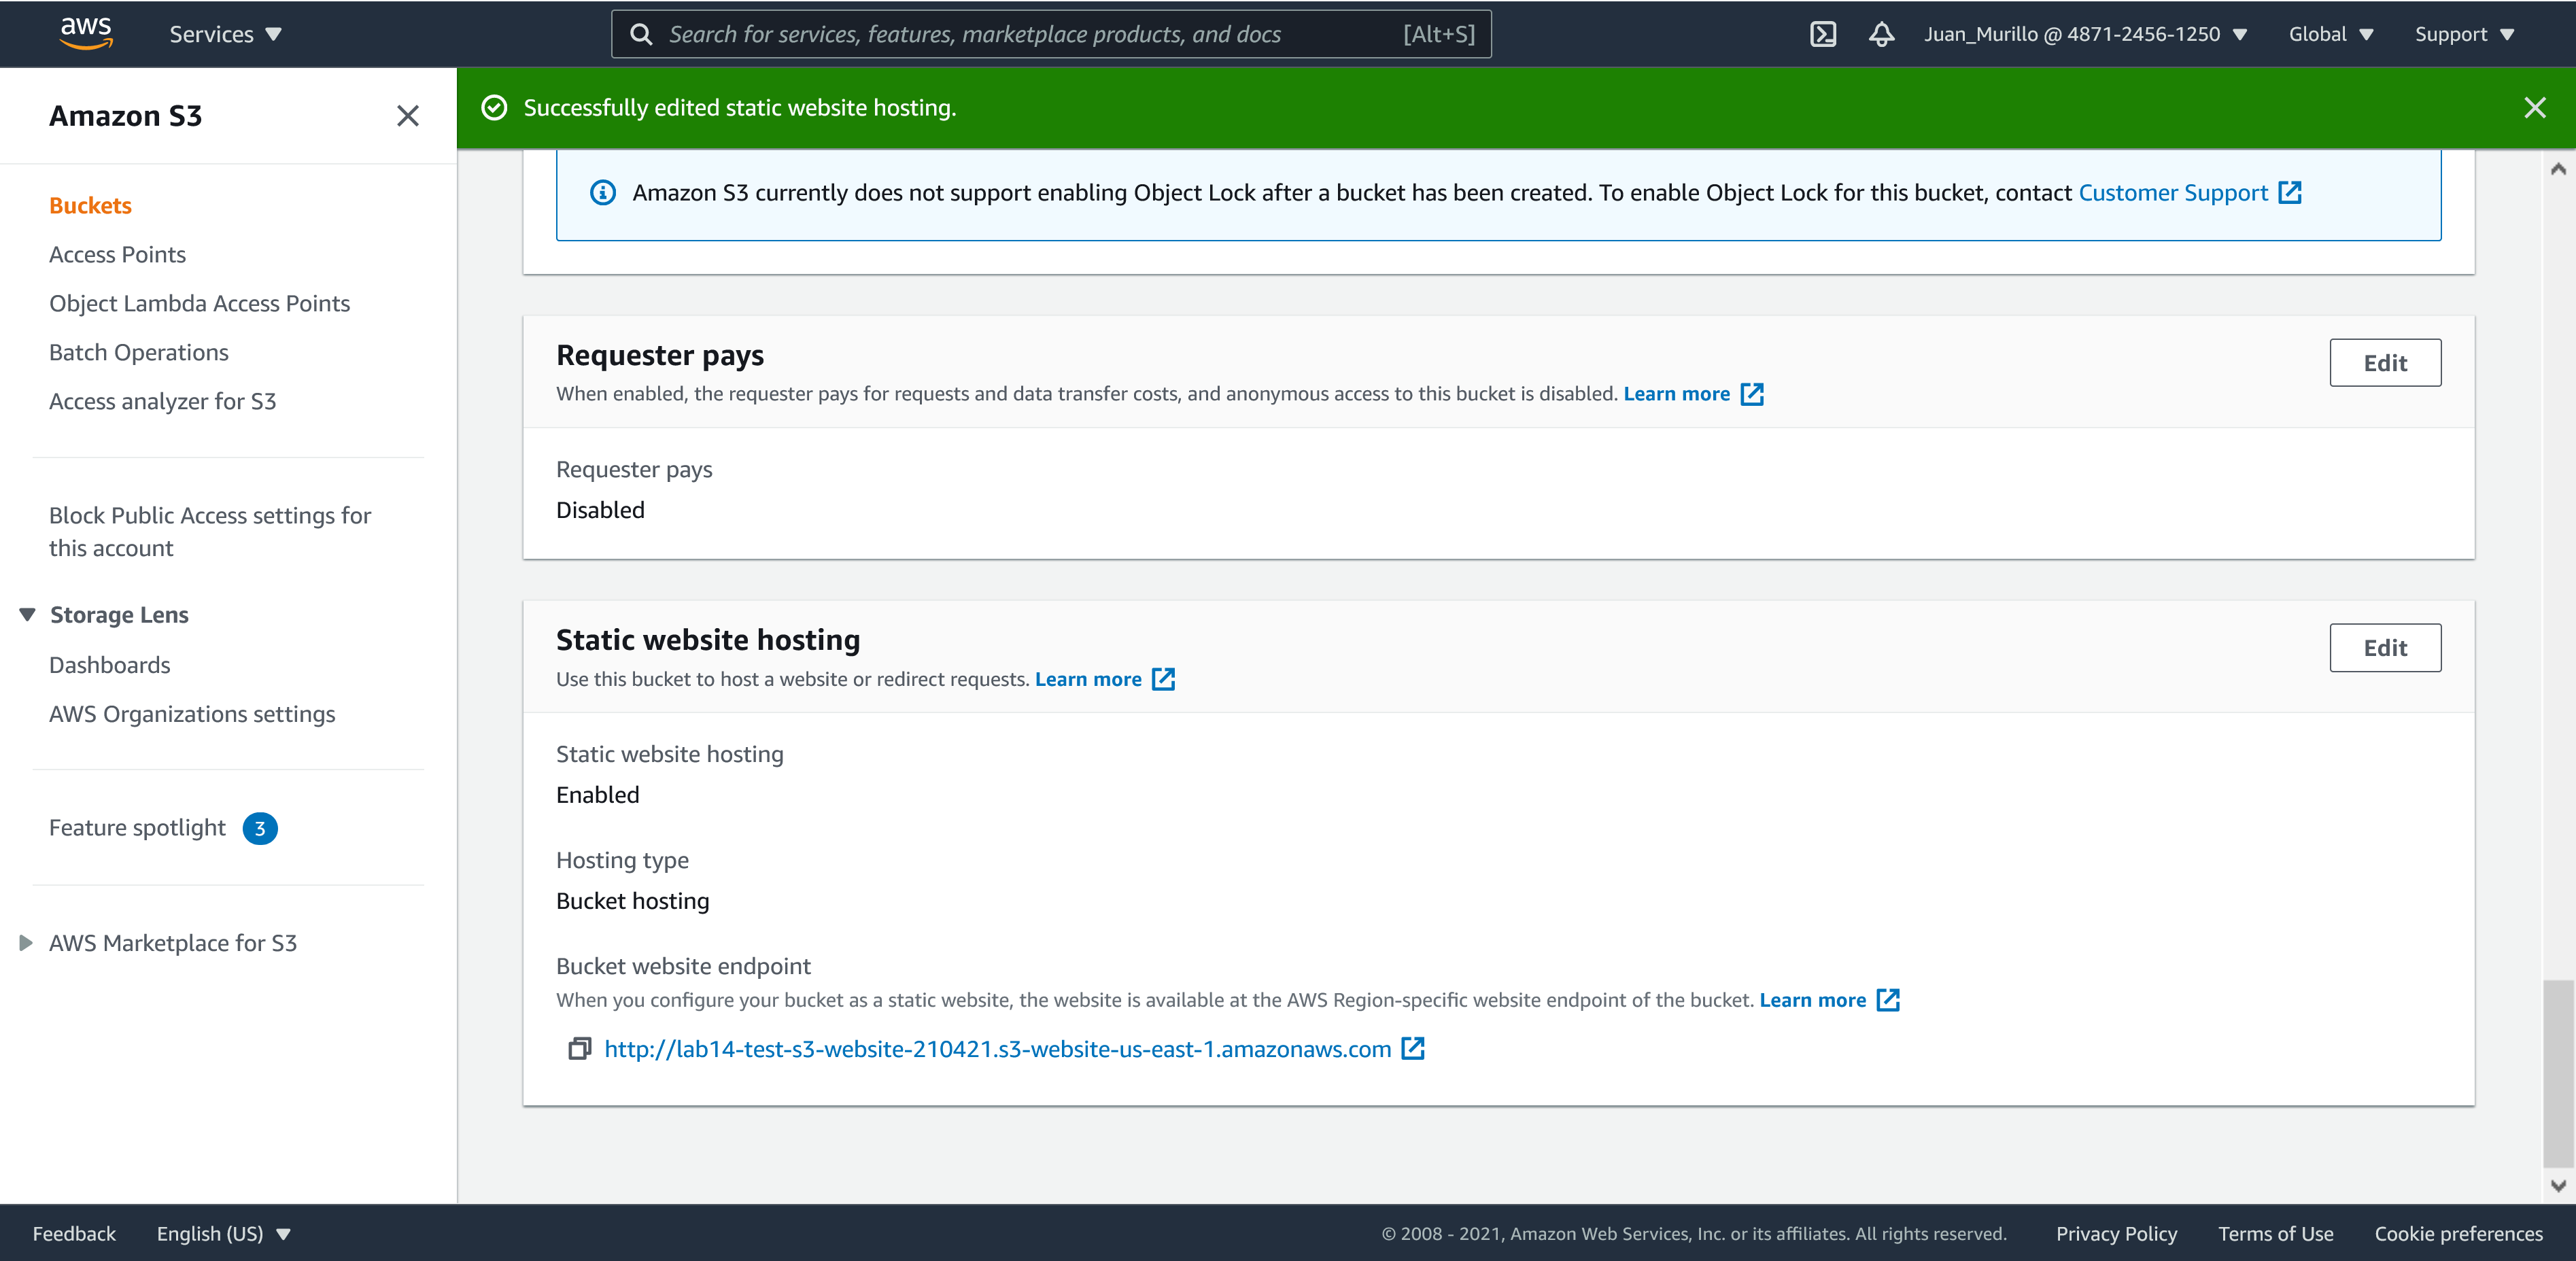 aws
Services
Search for services, features, marketplace products, and docs
[Alt+S]
Juan_Murillo @ 4871-2456-1250
Global
Support
Amazon S3
Buckets
Access Points
Object Lambda Access Points
Batch Operations
Access analyzer for S3
Block Public Access settings for
this account
Storage Lens
Dashboards
AWS Organizations settings
Feature spotlight 3
AWS Marketplace for S3
Successfully edited static website hosting.
Amazon S3 currently does not support enabling Object Lock after a bucket has been created. To enable Object Lock for this bucket, contact Customer Support
Requester pays
Edit
When enabled, the requester pays for requests and data transfer costs, and anonymous access to this bucket is disabled. Learn more
Requester pays
Disabled
Static website hosting
Edit
Use this bucket to host a website or redirect requests. Learn more
Static website hosting
Enabled
Hosting type
Bucket hosting
Bucket website endpoint
When you configure your bucket as a static website, the website is available at the AWS Region-specific website endpoint of the bucket. Learn more
http://lab14-test-s3-website-210421.s3-website-us-east-1.amazonaws.com
Feedback
English (US)
© 2008 - 2021, Amazon Web Services, Inc. or its affiliates. All rights reserved.
Privacy Policy
Terms of Use
Cookie preferences